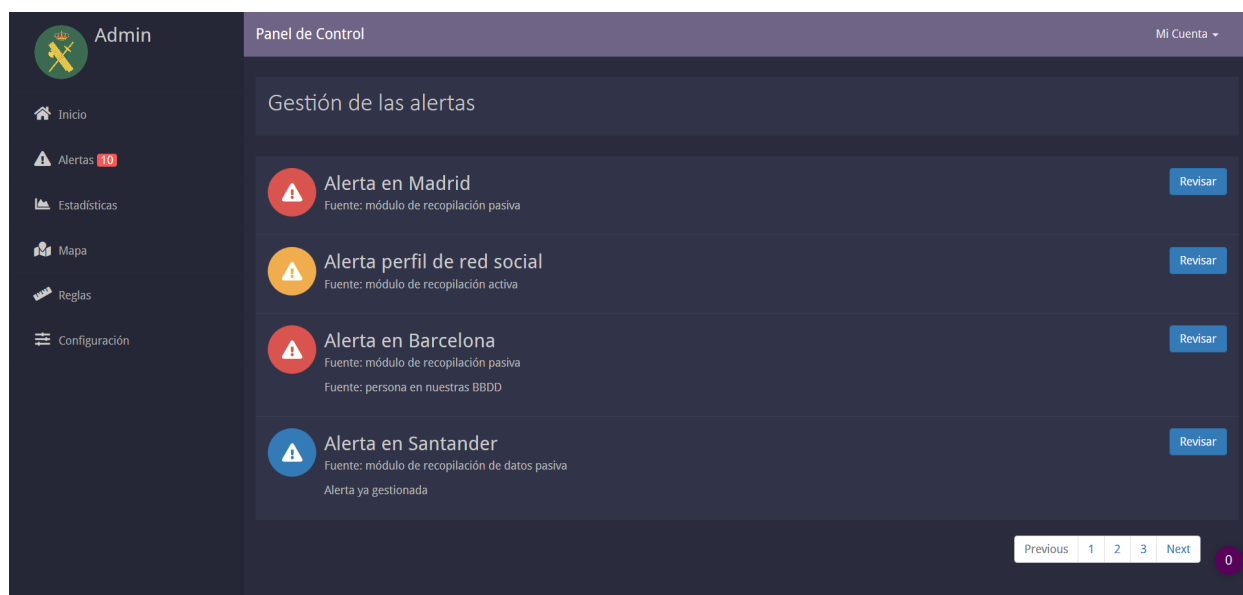 Admin
Inicio
Alertas 10
Estadísticas
Mapa
Reglas
Configuración
Panel de Control
Mi Cuenta
Gestión de las alertas
Alerta en Madrid
Fuente: módulo de recopilación pasiva
Revisar
Alerta perfil de red social
Fuente: módulo de recopilación activa
Revisar
Alerta en Barcelona
Fuente: módulo de recopilación pasiva
Fuente: persona en nuestras BBDD
Revisar
Alerta en Santander
Fuente: módulo de recopilación de datos pasiva
Alerta ya gestionada
Revisar
Previous 1 2 3 Next
0